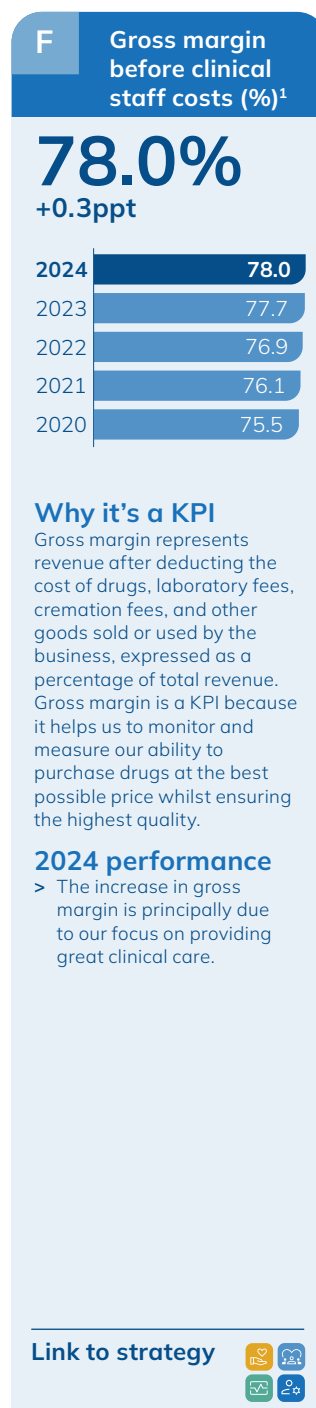 F
Gross margin
before clinical
staff costs (%)¹
78.0%
+0.3ppt
2024 78.0
2023 77.7
2022 76.9
2021 76.1
2020 75.5
Why it’s a KPI
Gross margin represents
revenue after deducting the
cost of drugs, laboratory fees,
cremation fees, and other
goods sold or used by the
business, expressed as a
percentage of total revenue.
Gross margin is a KPI because
it helps us to monitor and
measure our ability to
purchase drugs at the best
possible price whilst ensuring
the highest quality.
2024 performance
> The increase in gross
margin is principally due
to our focus on providing
great clinical care.
Link to strategy